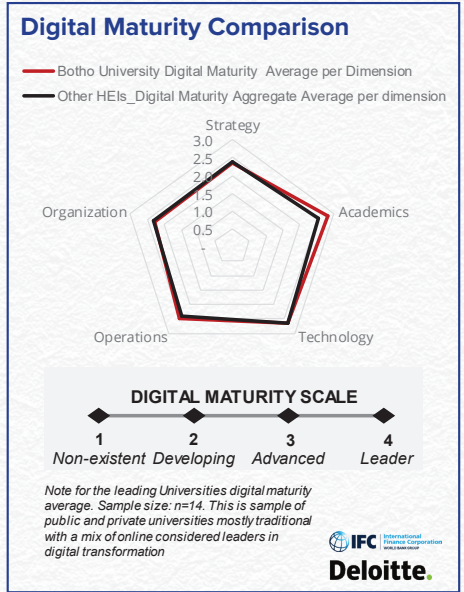 Digital Maturity Comparison
Botho University Digital Maturity Average per Dimension
Other HEIs_Digital Maturity Aggregate Average per dimension
Strategy
3.0
2.5
2.0
1.5
1.0
0.5
-
Organization
Academics
Operations
Technology
DIGITAL MATURITY SCALE
1 2 3 4
Non-existent Developing Advanced Leader
Note for the leading Universities digital maturity
average. Sample size: n=14. This is sample of
public and private universities mostly traditional
with a mix of online considered leaders in
digital transformation
IFC International
Finance Corporation
WORLD BANK GROUP
Deloitte.